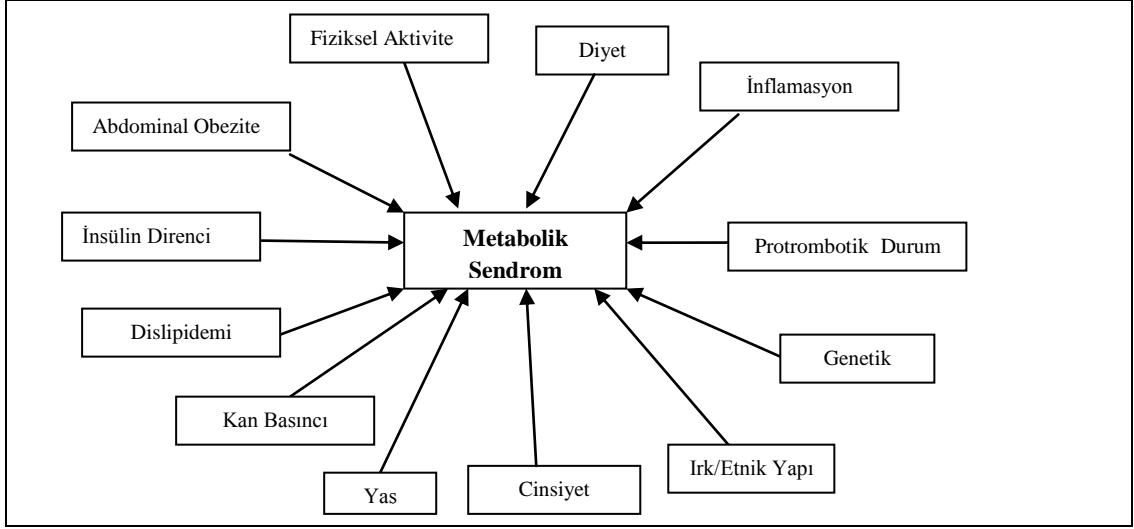 Fiziksel Aktivite
Diyet
İnflamasyon
Abdominal Obezite
İnsülin Direnci
Metabolik
Sendrom
Protrombotik Durum
Dislipidemi
Genetik
Kan Basıncı
Irk/Etnik Yapı
Yas
Cinsiyet